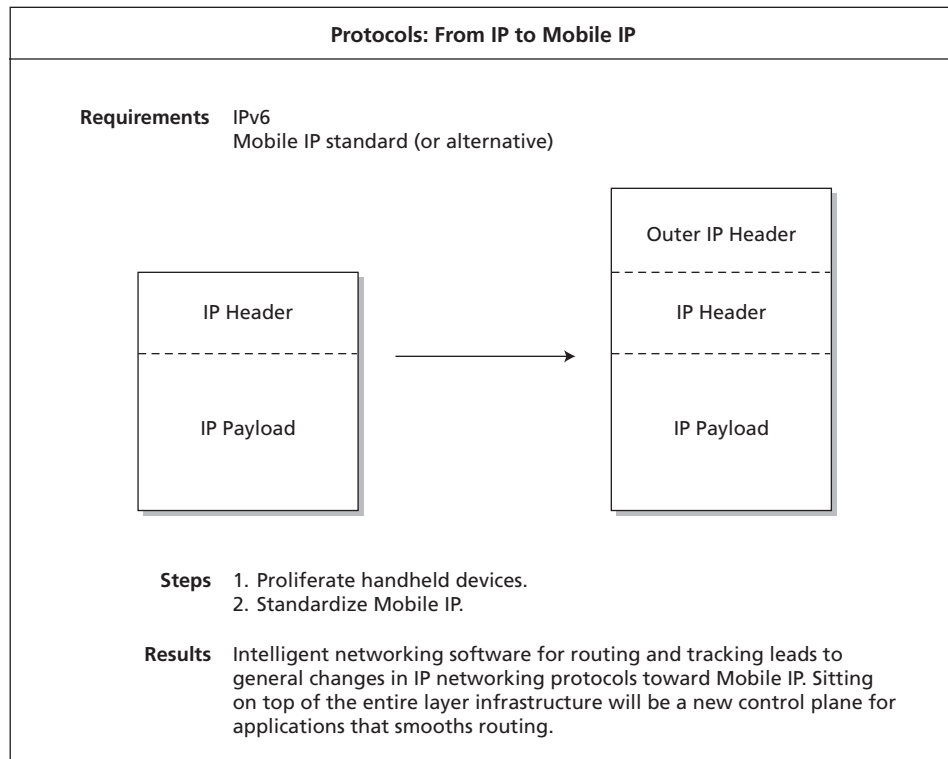 Protocols: From IP to Mobile IP
Requirements IPv6
Mobile IP standard (or alternative)
IP Header
IP Payload
Outer IP Header
IP Header
IP Payload
Steps 1. Proliferate handheld devices.
2. Standardize Mobile IP.
Results Intelligent networking software for routing and tracking leads to
general changes in IP networking protocols toward Mobile IP. Sitting
on top of the entire layer infrastructure will be a new control plane for
applications that smooths routing.